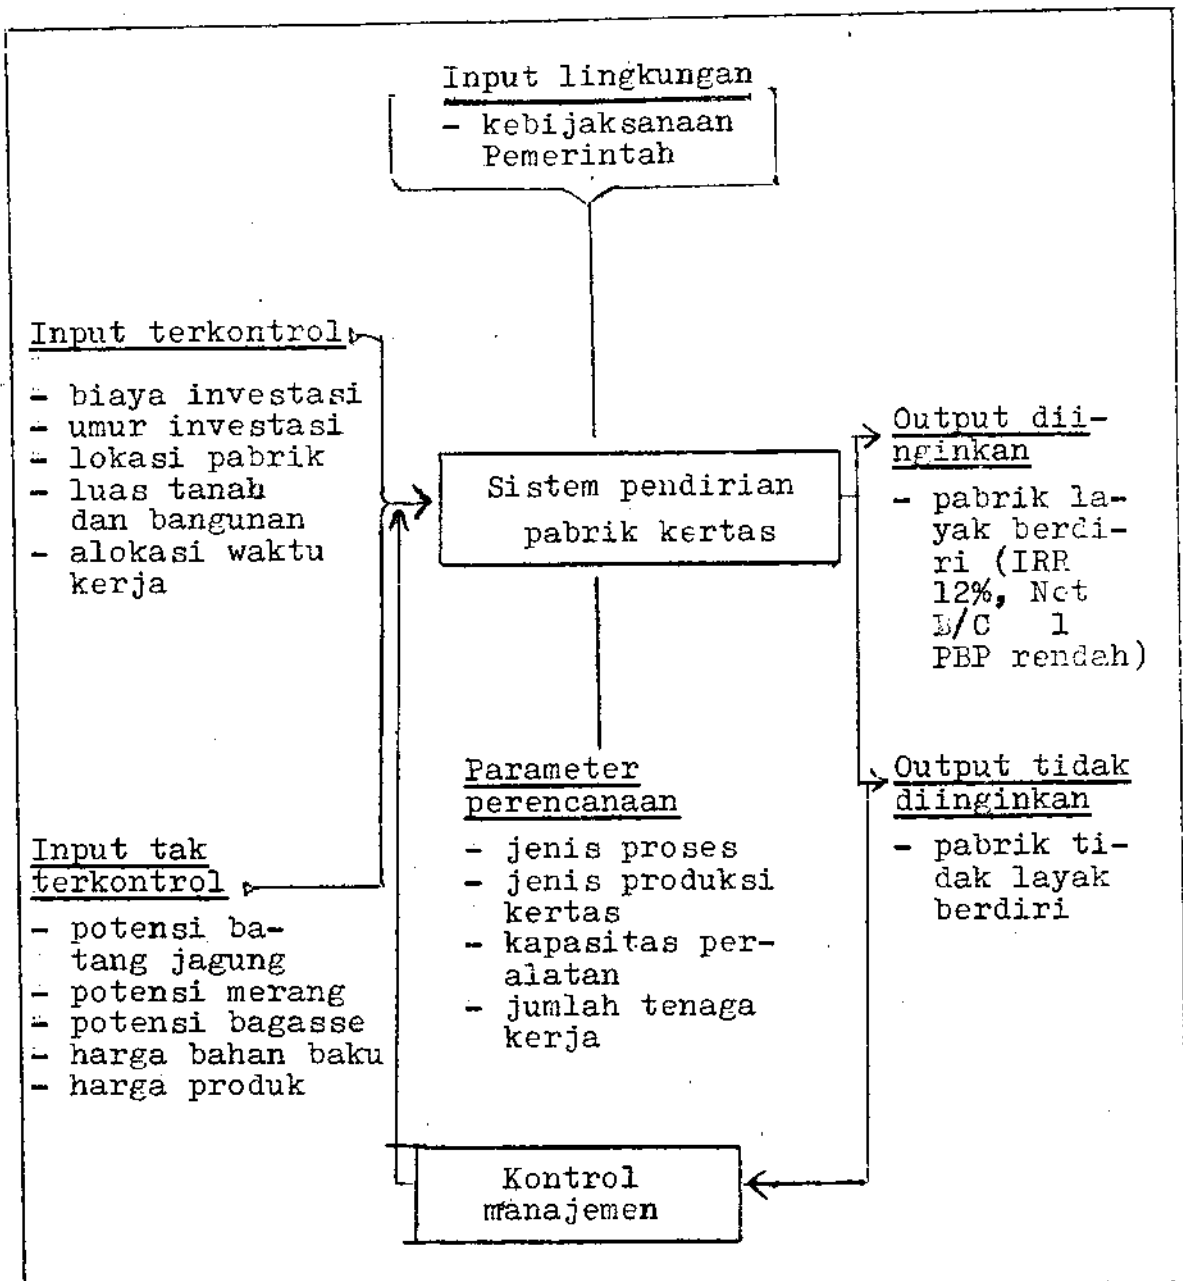 Input lingkungan
- kebijaksanaan
Pemerintah
Input terkontrol
- biaya investasi
- umur investasi
- lokasi pabrik
- luas tanah
dan bangunan
- alokasi waktu
kerja
Sistem pendirian
pabrik kertas
Output dii-
nginkan
- pabrik la-
yak berdi-
ri (IRR
12%, Net
B/C 1
PBP rendah)
Parameter
perencanaan
- jenis proses
- jenis produksi
kertas
- kapasitas per-
alatan
- jumlah tenaga
kerja
Output tidak
diinginkan
- pabrik ti-
dak layak
berdiri
Input tak
terkontrol
- potensi ba-
tang jagung
- potensi merang
- potensi bagasse
- harga bahan baku
- harga produk
Kontrol
manajemen